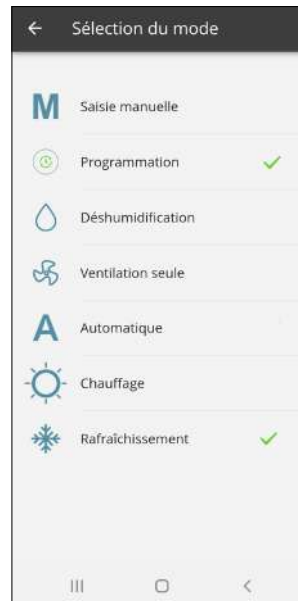 Sélection du mode
M Saisie manuelle
Programmation
Déshumidification
Ventilation seule
A Automatique
Chauffage
Rafraîchissement